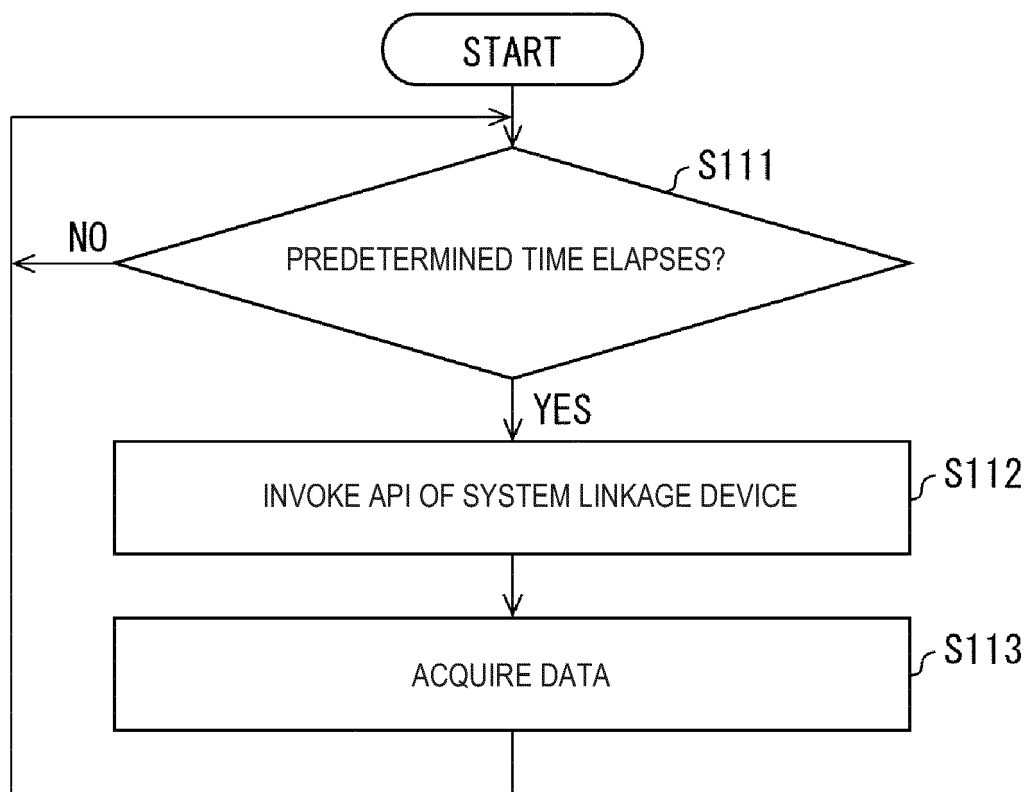 START
S111
NO
PREDETERMINED TIME ELAPSES?
YES
S112
INVOKE API OF SYSTEM LINKAGE DEVICE
S113
ACQUIRE DATA